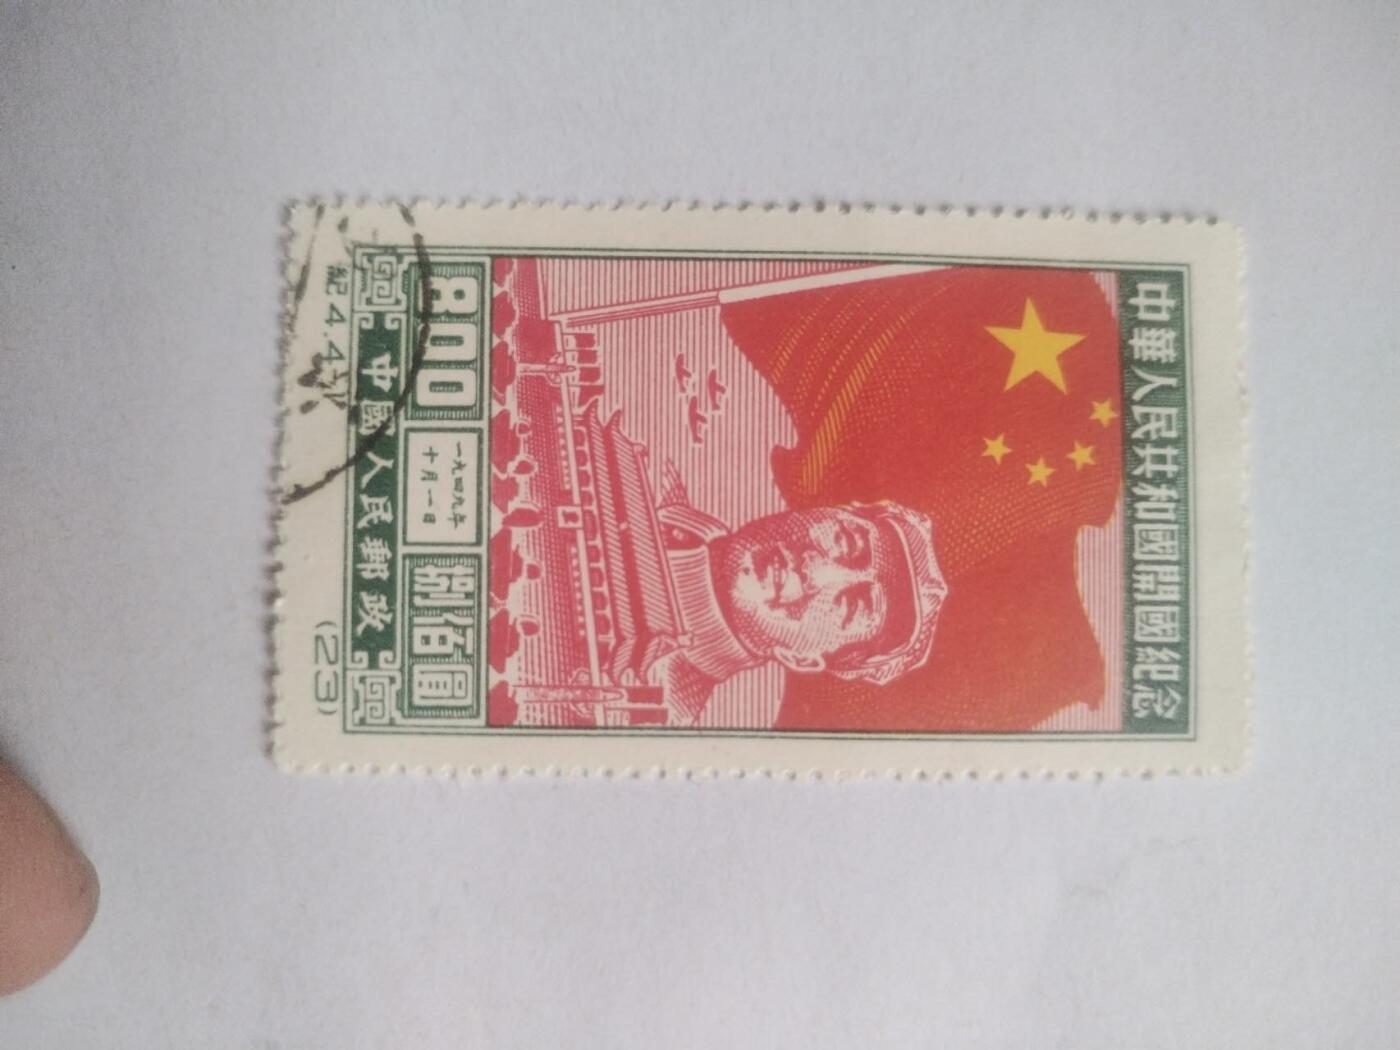 中華人民共和國開國紀念
800
一九四九年
十月一日
捌佰圓
中國人民郵政
紀4.4-
(23)